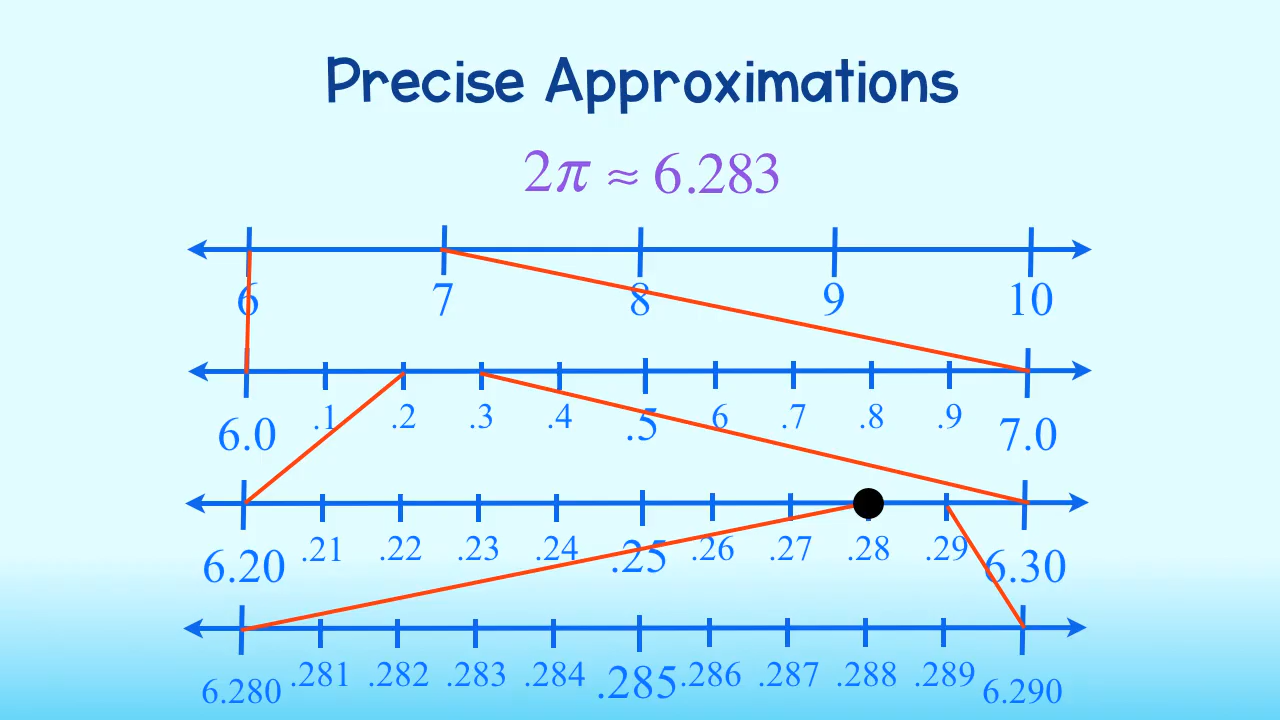 Precise Approximations
2π ≈ 6.283
6 7 8 9 10
6.0 .1 .2 .3 .4 .5 6 .7 .8 .9 7.0
6.20 .21 .22 .23 .24 .25 .26 .27 .28 .29 6.30
6.280 .281 .282 .283 .284 .285 .286 .287 .288 .289 6.290